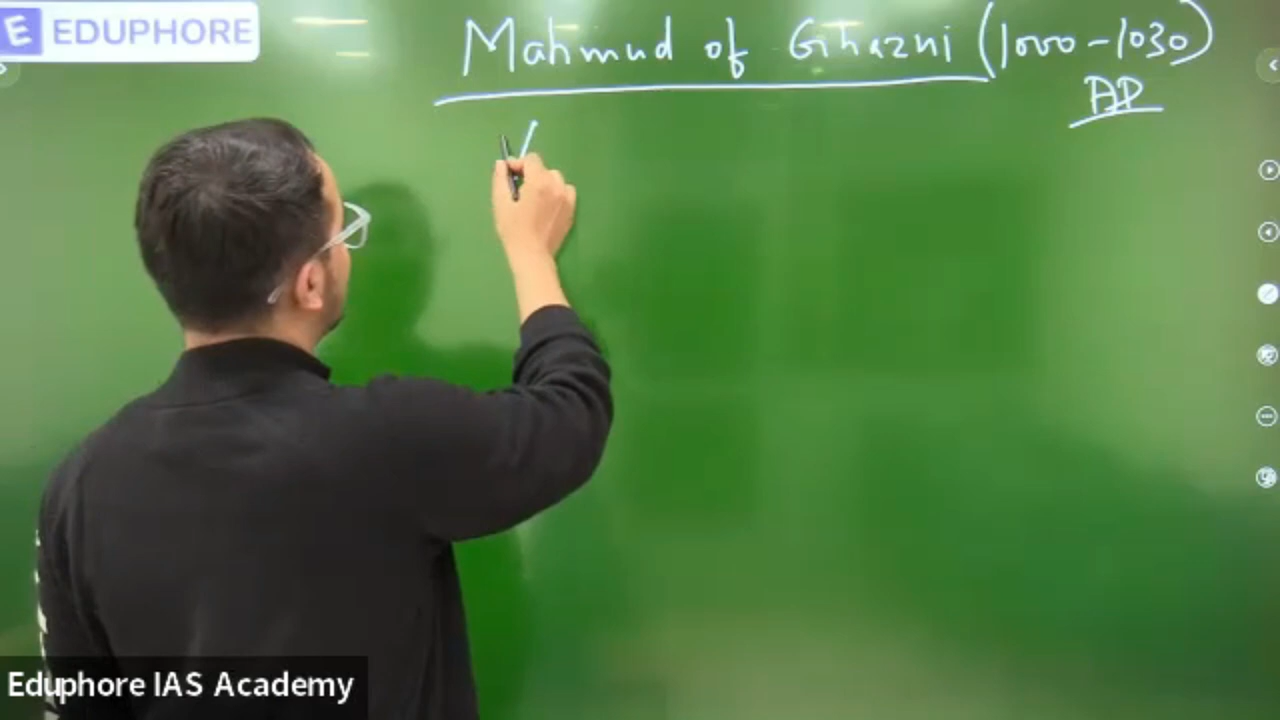 E EDUPHORE
Mahmud of Ghazni (1000-1030)
AD
Eduphore IAS Academy